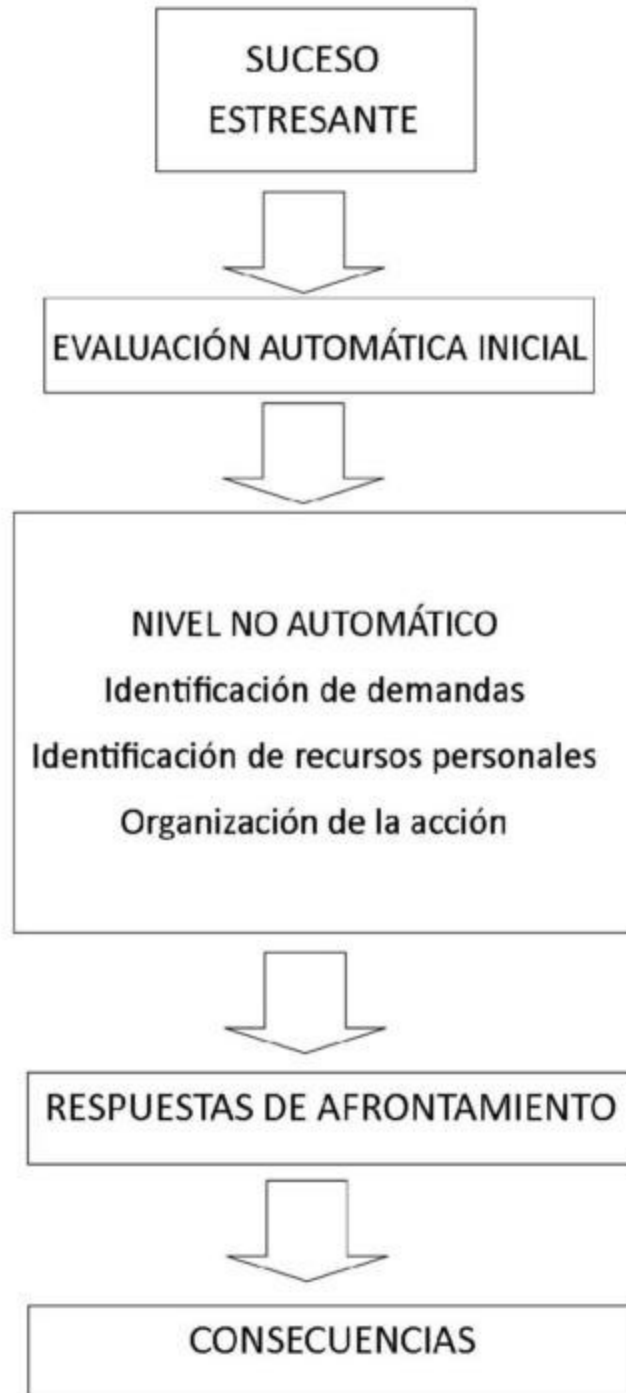 SUCESO
ESTRESANTE
EVALUACIÓN AUTOMÁTICA INICIAL
NIVEL NO AUTOMÁTICO
Identificación de demandas
Identificación de recursos personales
Organización de la acción
RESPUESTAS DE AFRONTAMIENTO
CONSECUENCIAS